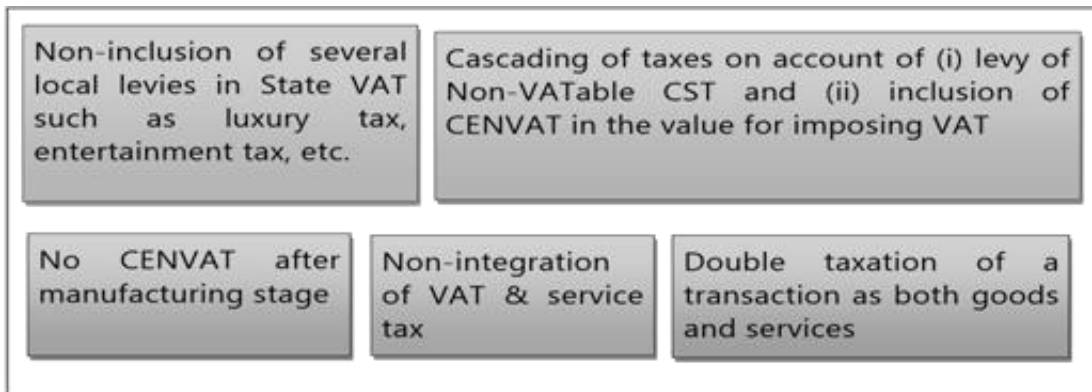 Non-inclusion of several
local levies in State VAT
such as luxury tax,
entertainment tax, etc.
Cascading of taxes on account of (i) levy of
Non-VATable CST and (ii) inclusion of
CENVAT in the value for imposing VAT
No CENVAT after
manufacturing stage
Non-integration
of VAT & service
tax
Double taxation of a
transaction as both goods
and services